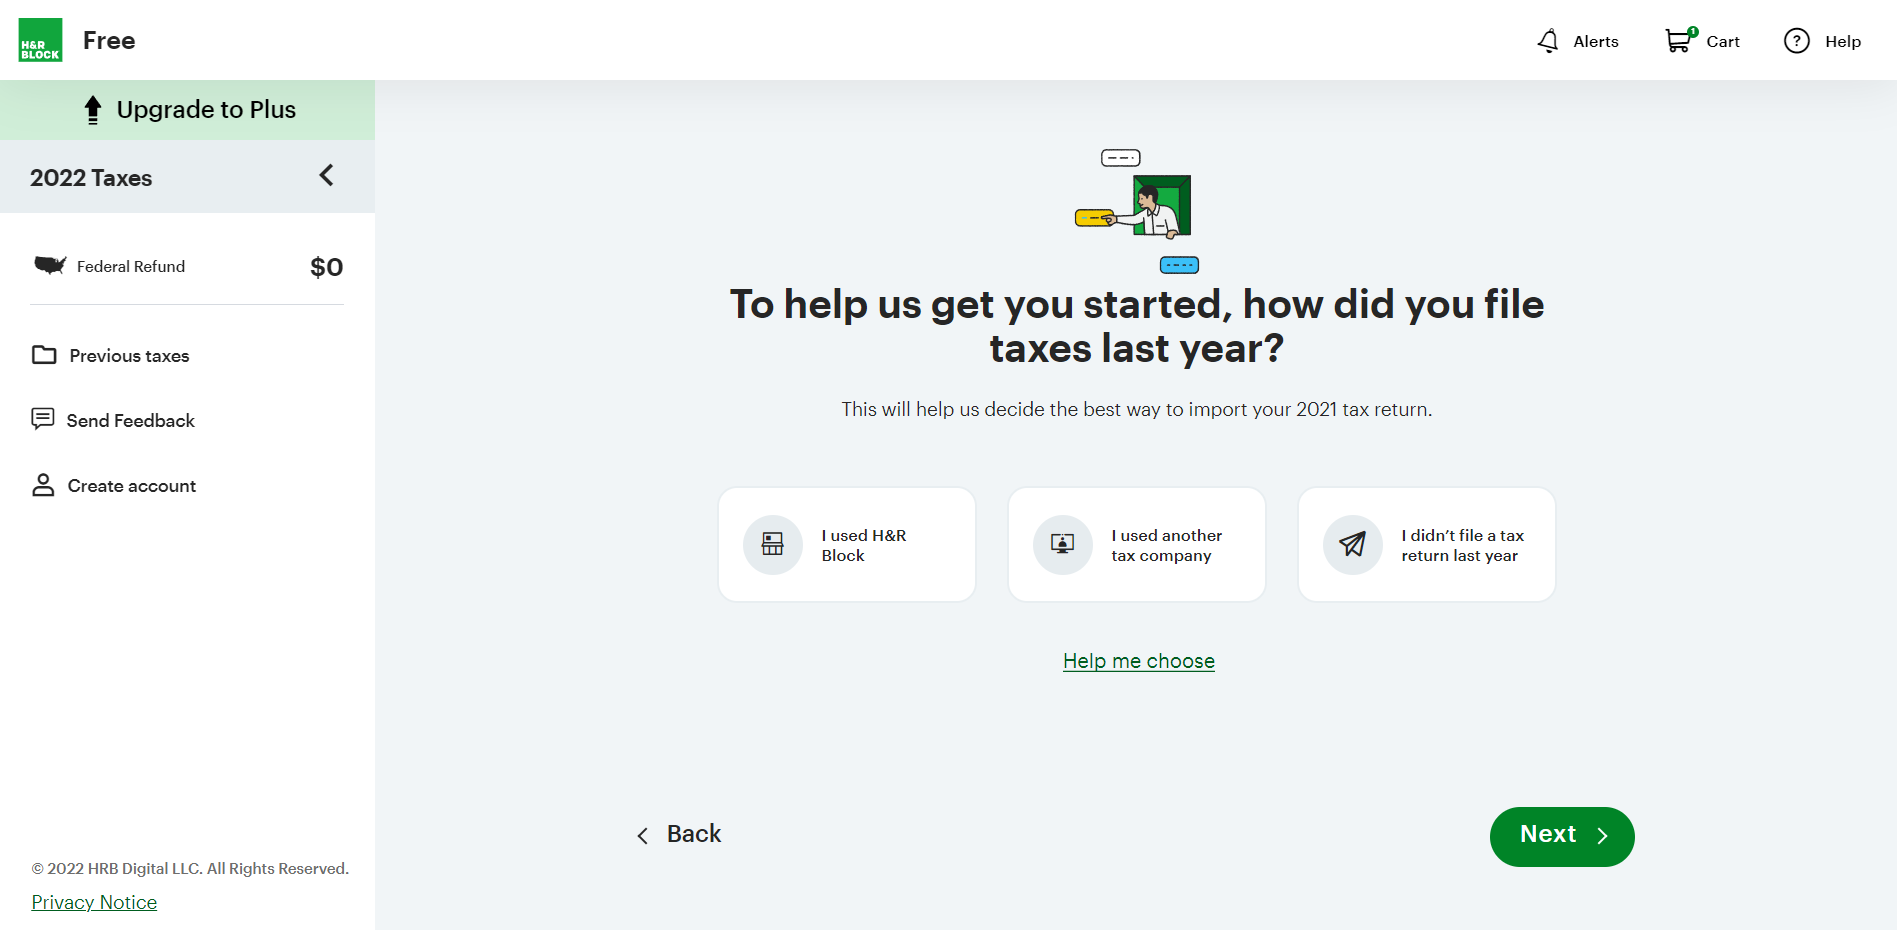 H&R
BLOCK
Free
Alerts
1
Cart
?
Help
Upgrade to Plus
2022 Taxes
Federal Refund
$0
Previous taxes
Send Feedback
Create account
To help us get you started, how did you file
taxes last year?
This will help us decide the best way to import your 2021 tax return.
I used H&R
Block
I used another
tax company
I didn’t file a tax
return last year
Help me choose
Back
Next
© 2022 HRB Digital LLC. All Rights Reserved.
Privacy Notice